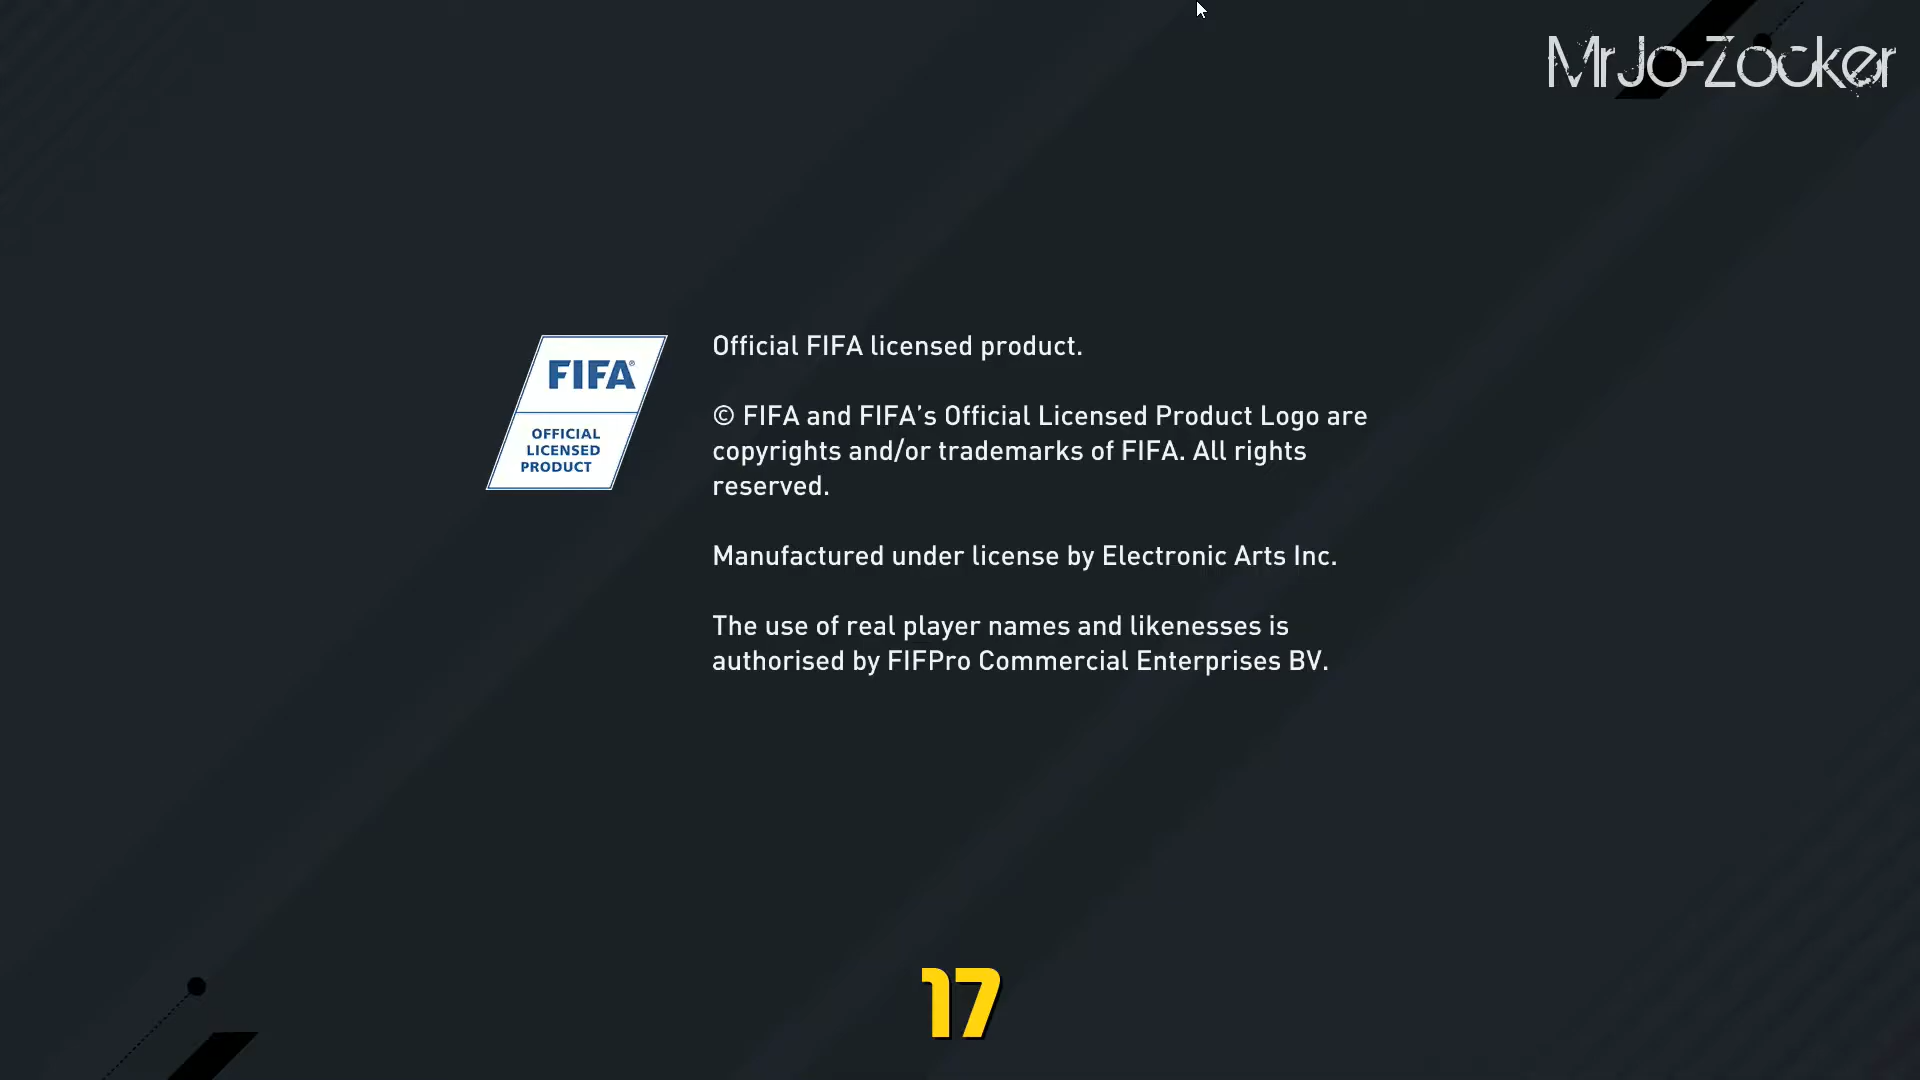 MrJo-Zocker
FIFA®
OFFICIAL
LICENSED
PRODUCT
Official FIFA licensed product.
© FIFA and FIFA’s Official Licensed Product Logo are
copyrights and/or trademarks of FIFA. All rights
reserved.
Manufactured under license by Electronic Arts Inc.
The use of real player names and likenesses is
authorised by FIFPro Commercial Enterprises BV.
17